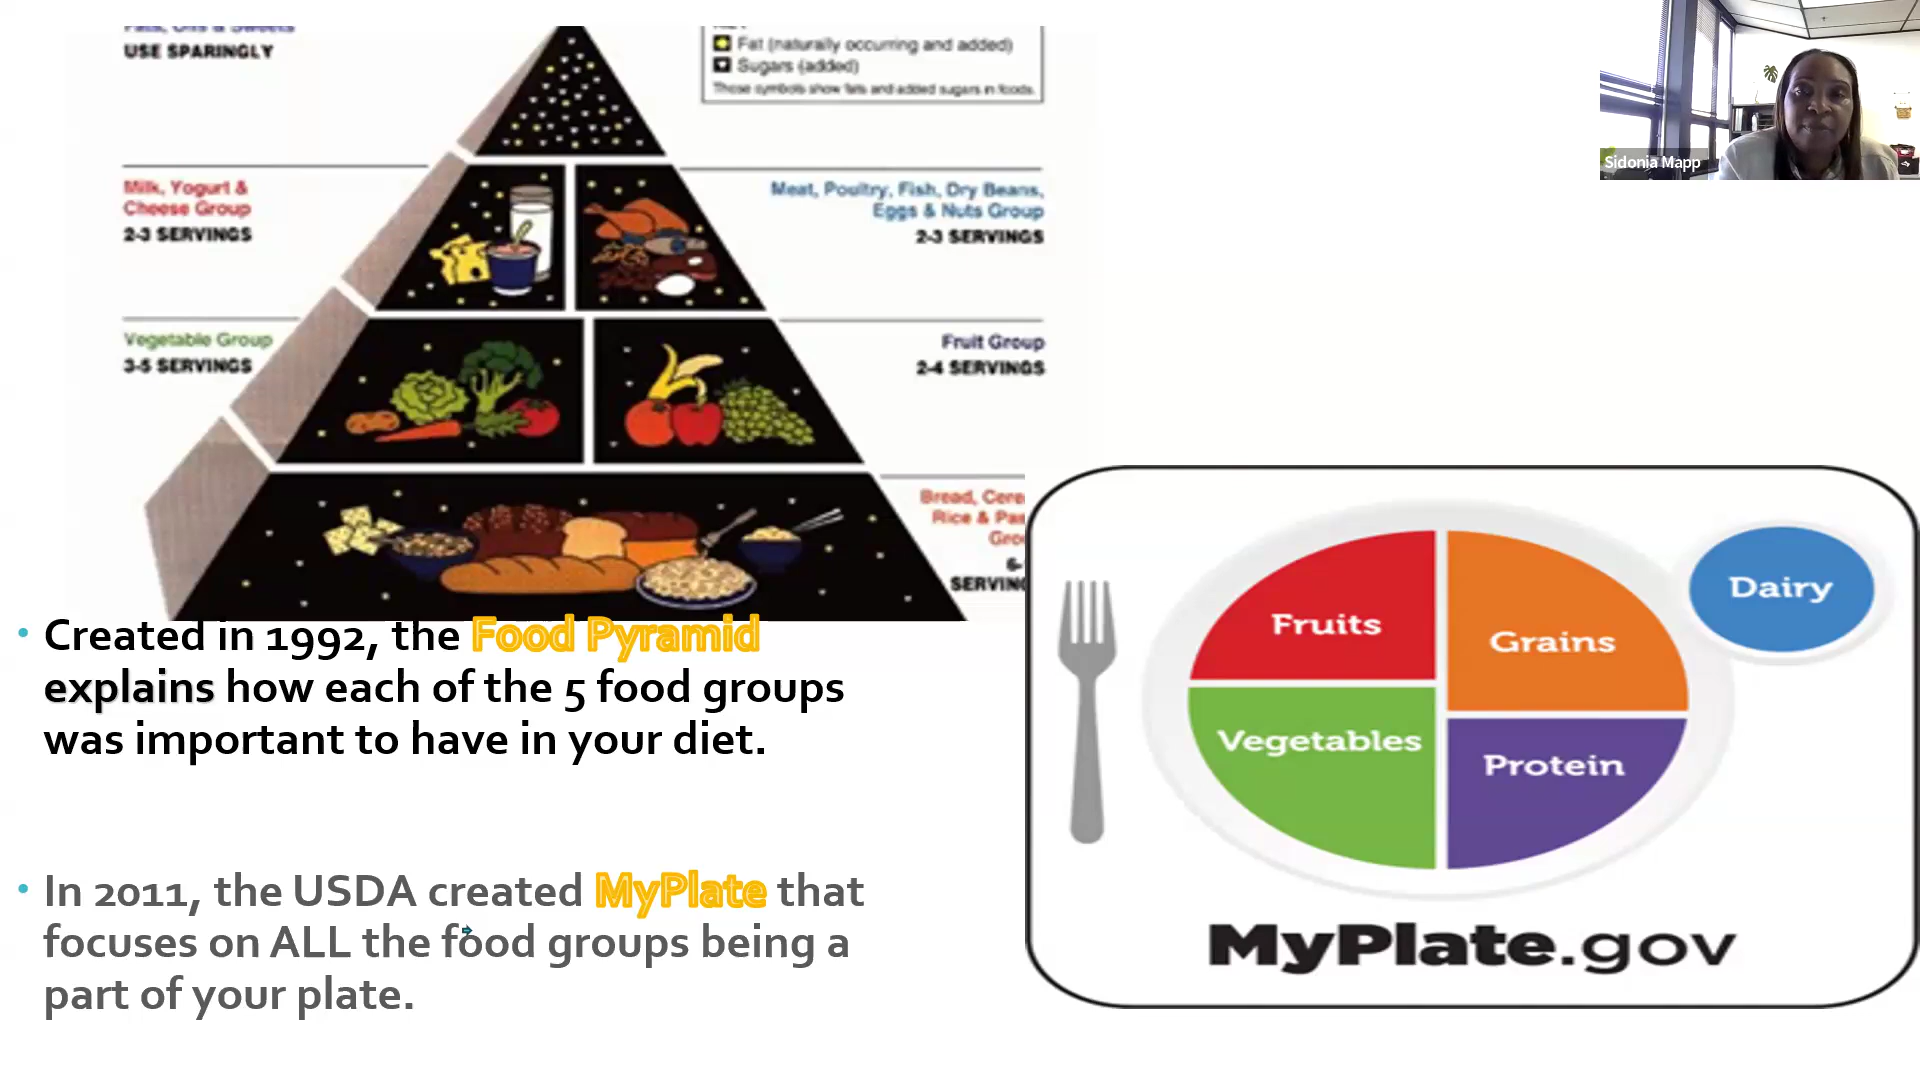 Fats, Oils & Sweets
USE SPARINGLY
Fat (naturally occurring and added)
Sugars (added)
These symbols show fats and added sugars in foods.
Milk, Yogurt &
Cheese Group
2-3 SERVINGS
Meat, Poultry, Fish, Dry Beans,
Eggs & Nuts Group
2-3 SERVINGS
Vegetable Group
3-5 SERVINGS
Fruit Group
2-4 SERVINGS
Bread,
Rice &
• Created in 1992, the Food Pyramid
explains how each of the 5 food groups
was important to have in your diet.
• In 2011, the USDA created MyPlate that
focuses on ALL the food groups being a
part of your plate.
Fruits
Grains
Dairy
Vegetables
Protein
MyPlate.gov
Sidonia Mapp